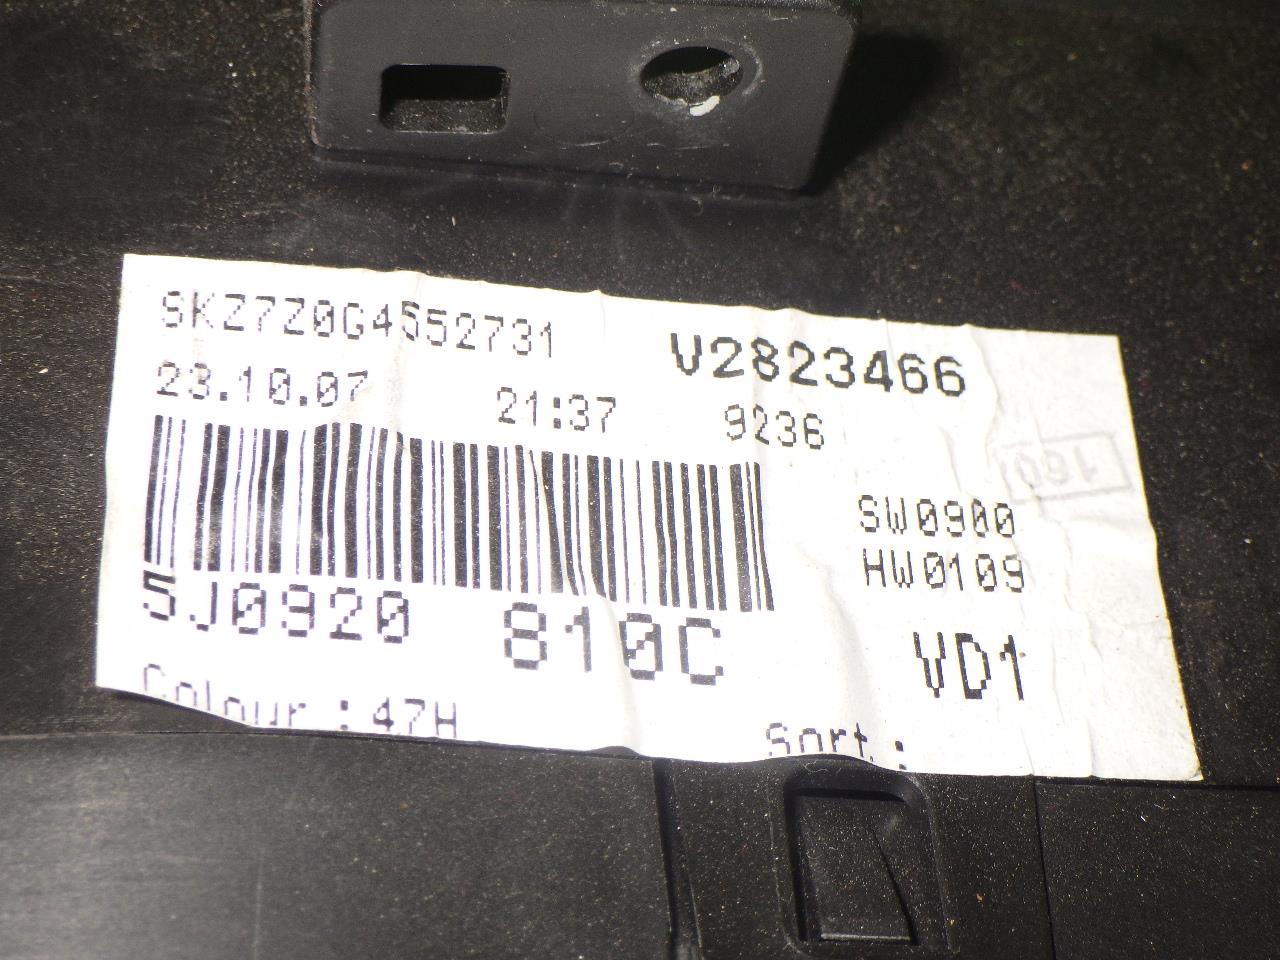 SKZ7Z0G4552731
V2823466
23.10.07 21:37 9236
SW0900
HW0109
5J0920 810C
VD1
Colour : 47H
Sort.: